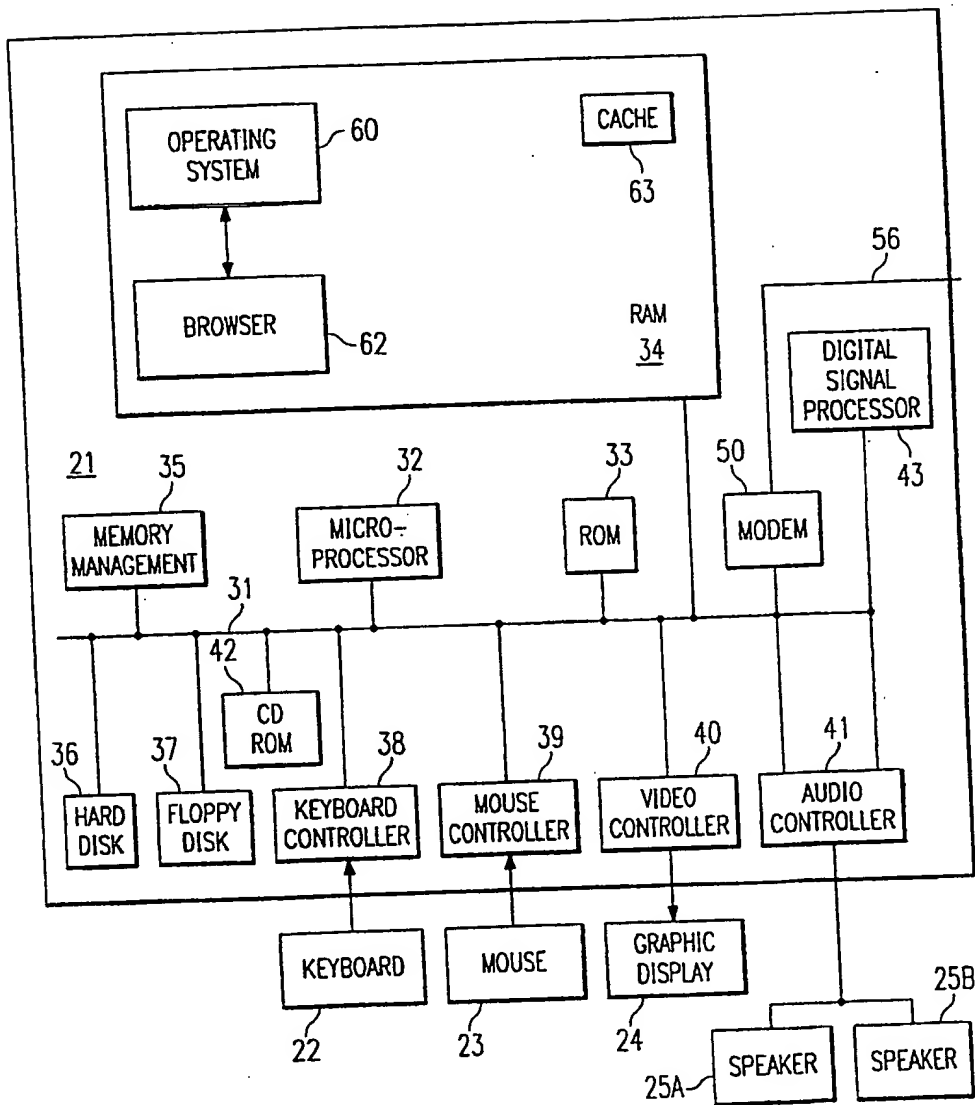 OPERATING
SYSTEM
60
CACHE
63
BROWSER
62
RAM
34
56
DIGITAL
SIGNAL
PROCESSOR
43
21
35
MEMORY
MANAGEMENT
32
MICRO-
PROCESSOR
33
ROM
50
MODEM
31
42
CD
ROM
36
HARD
DISK
37
FLOPPY
DISK
38
KEYBOARD
CONTROLLER
39
MOUSE
CONTROLLER
40
VIDEO
CONTROLLER
41
AUDIO
CONTROLLER
KEYBOARD
22
MOUSE
23
GRAPHIC
DISPLAY
24
25A
SPEAKER
25B
SPEAKER